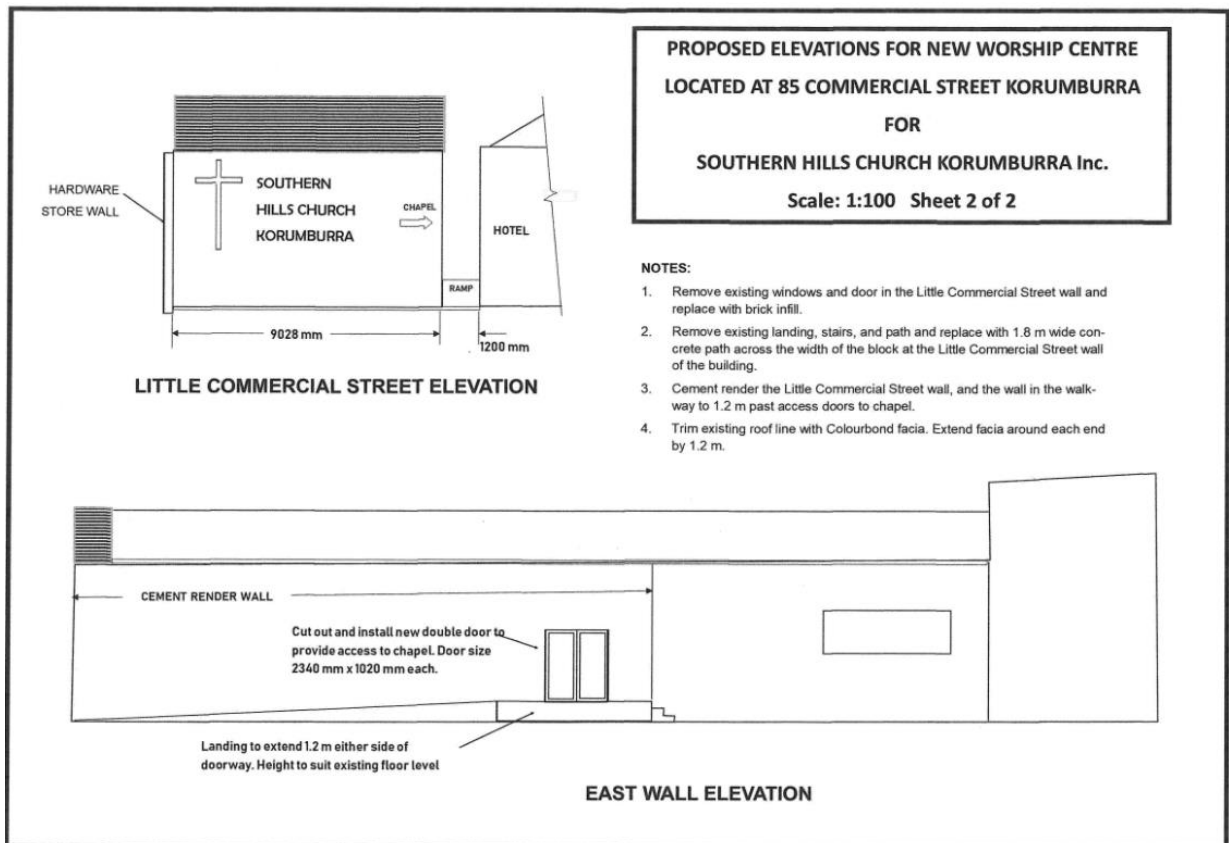 PROPOSED ELEVATIONS FOR NEW WORSHIP CENTRE
LOCATED AT 85 COMMERCIAL STREET KORUMBURRA
FOR
SOUTHERN HILLS CHURCH KORUMBURRA Inc.
Scale: 1:100 Sheet 2 of 2
HARDWARE
STORE WALL
SOUTHERN
HILLS CHURCH
KORUMBURRA
CHAPEL
HOTEL
RAMP
9028 mm
1200 mm
LITTLE COMMERCIAL STREET ELEVATION
NOTES:
1. Remove existing windows and door in the Little Commercial Street wall and
replace with brick infill.
2. Remove existing landing, stairs, and path and replace with 1.8 m wide con-
crete path across the width of the block at the Little Commercial Street wall
of the building.
3. Cement render the Little Commercial Street wall, and the wall in the walk-
way to 1.2 m past access doors to chapel.
4. Trim existing roof line with Colourbond facia. Extend facia around each end
by 1.2 m.
CEMENT RENDER WALL
Cut out and install new double door to
provide access to chapel. Door size
2340 mm x 1020 mm each.
Landing to extend 1.2 m either side of
doorway. Height to suit existing floor level
EAST WALL ELEVATION